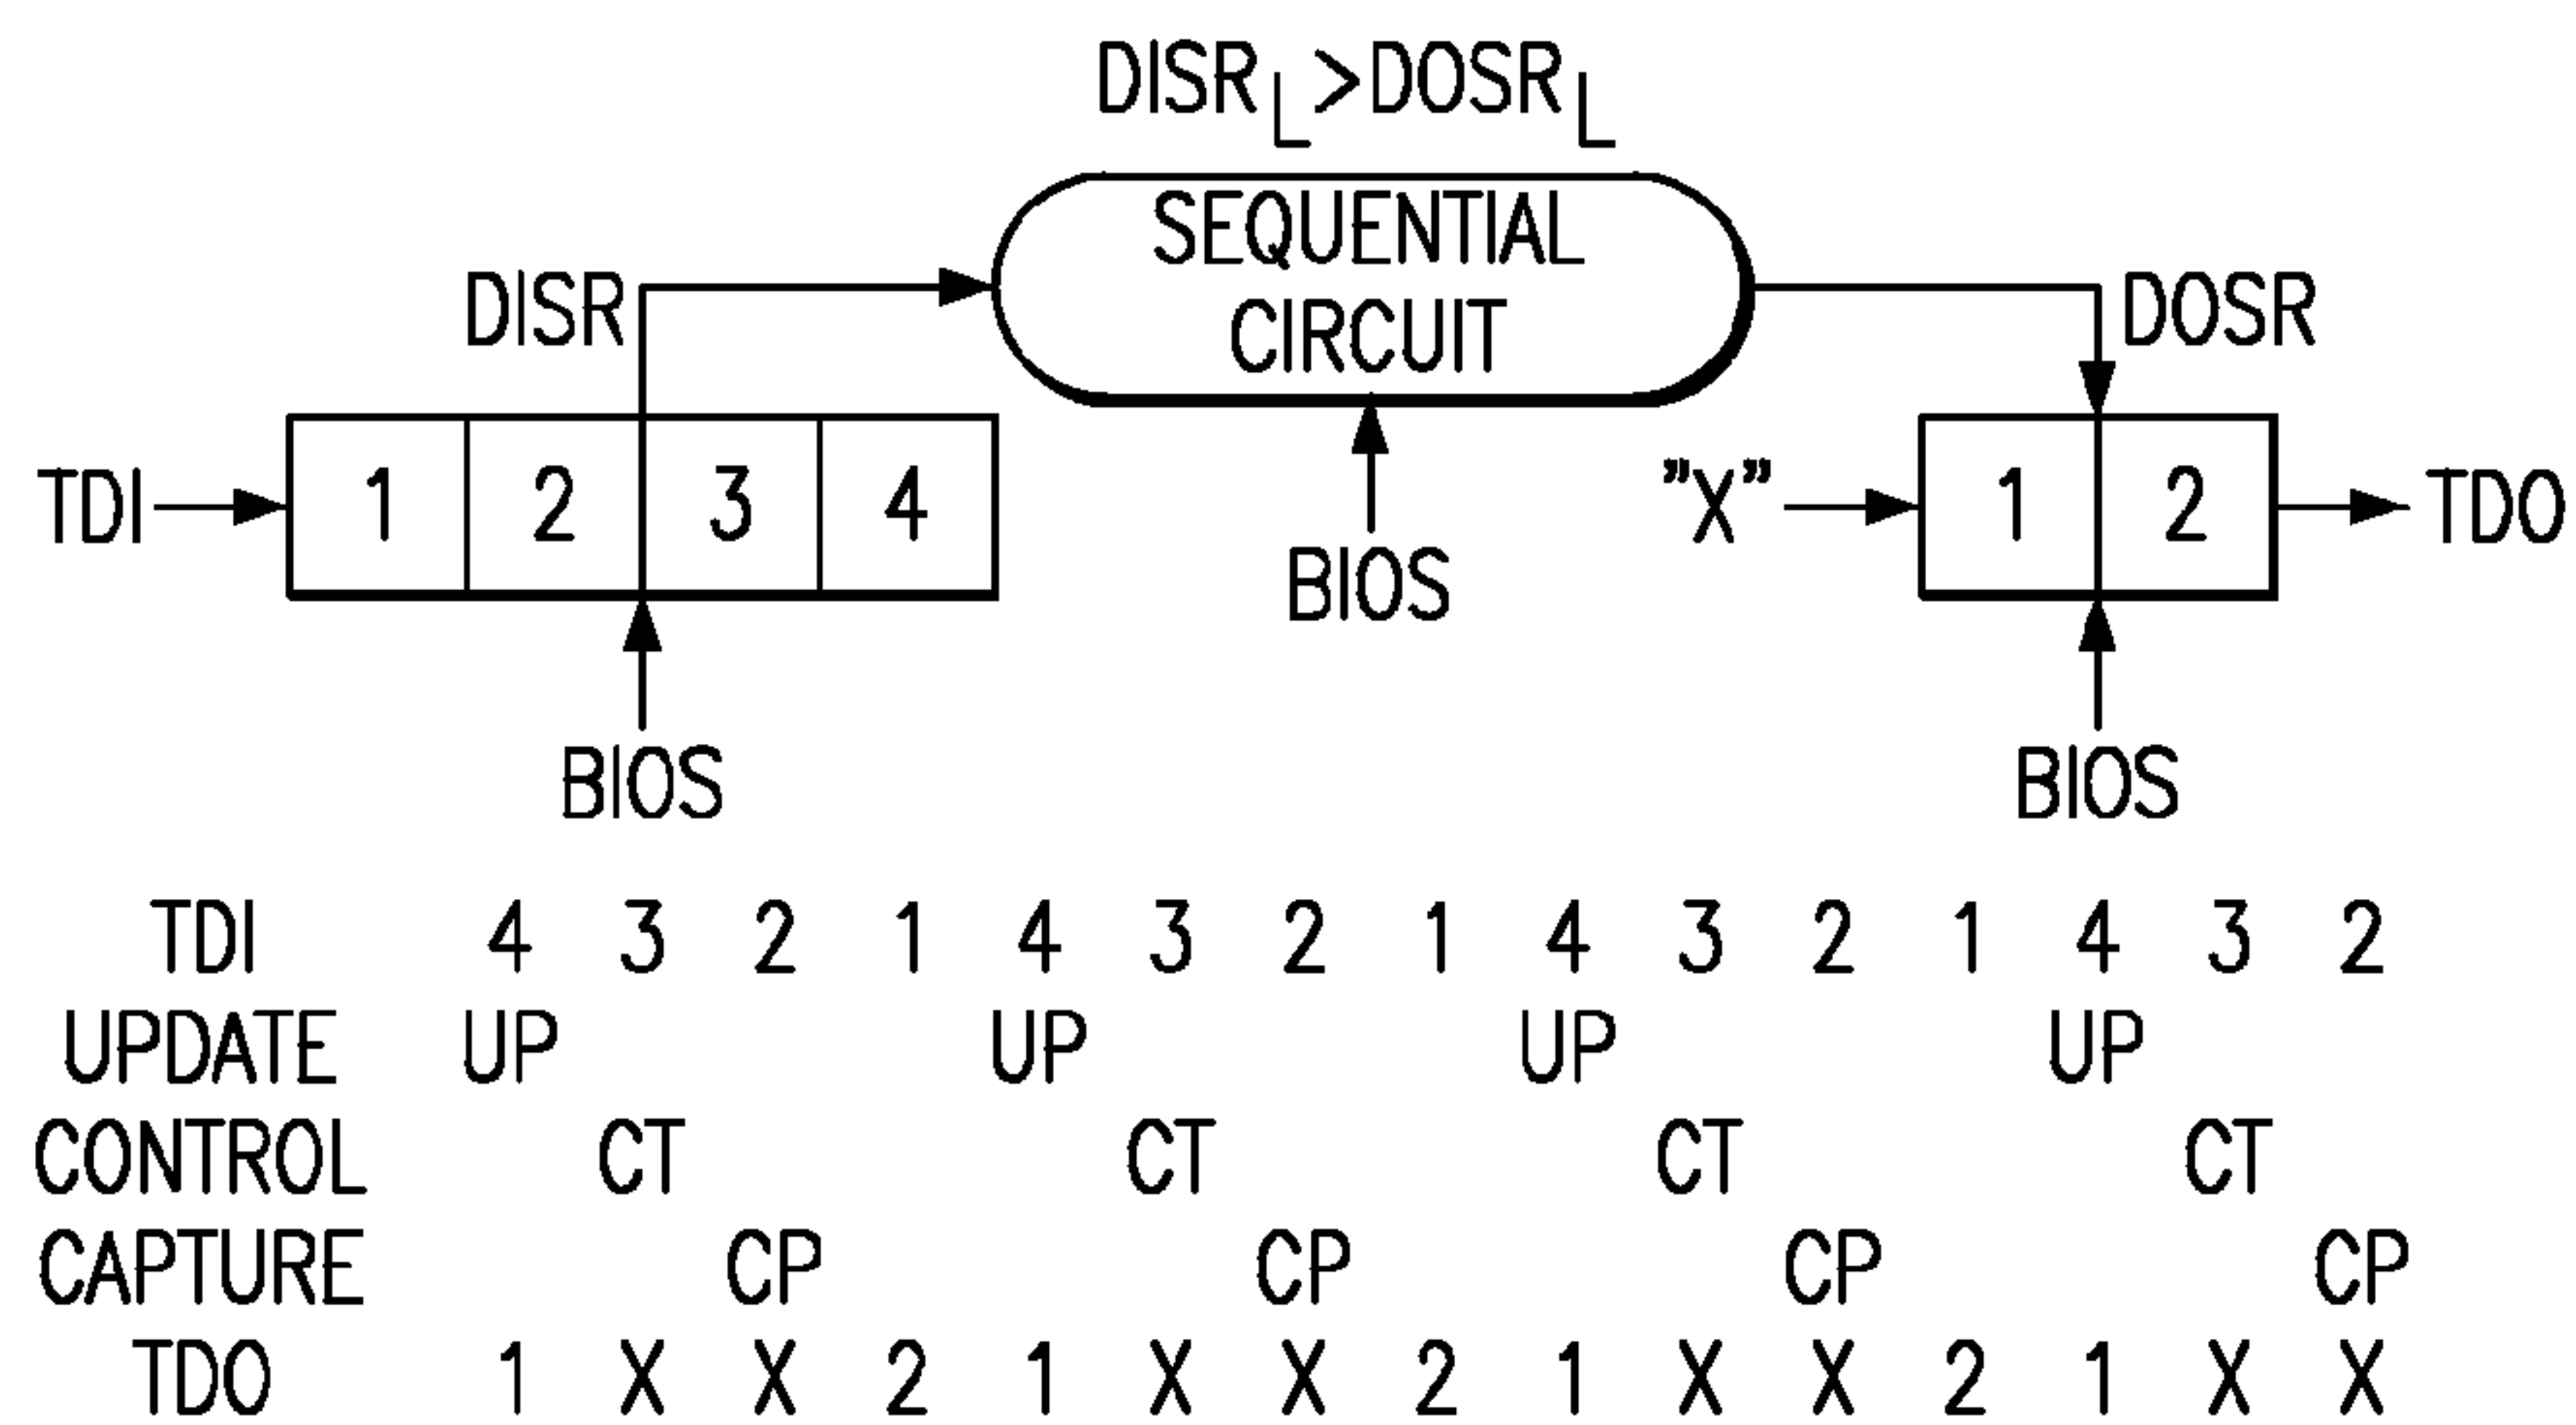 DISR L > DOSR L
SEQUENTIAL
CIRCUIT
DISR
DOSR
TDI
1 2 3 4
"X"
1 2
TDO
BIOS
BIOS
BIOS
TDI 4 3 2 1 4 3 2 1 4 3 2 1 4 3 2
UPDATE UP UP UP UP
CONTROL CT CT CT CT
CAPTURE CP CP CP CP
TDO 1 X X 2 1 X X 2 1 X X 2 1 X X